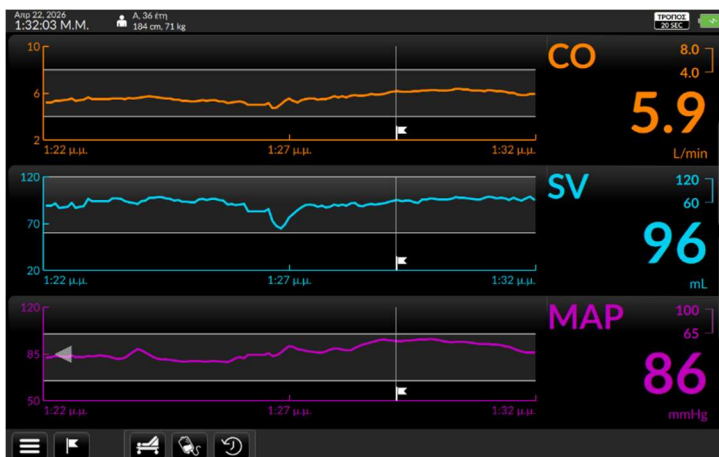 Απρ 22, 2026
1:32:03 Μ.Μ.
Α, 36 έτη
184 cm, 71 kg
ΤΡΟΠΟΣ
20 SEC
10
6
2
1:22 μ.μ.
1:27 μ.μ.
1:32 μ.μ.
CO
8.0
4.0
5.9
L/min
120
70
20
1:22 μ.μ.
1:27 μ.μ.
1:32 μ.μ.
SV
120
60
96
mL
120
85
50
1:22 μ.μ.
1:27 μ.μ.
1:32 μ.μ.
MAP
100
65
86
mmHg